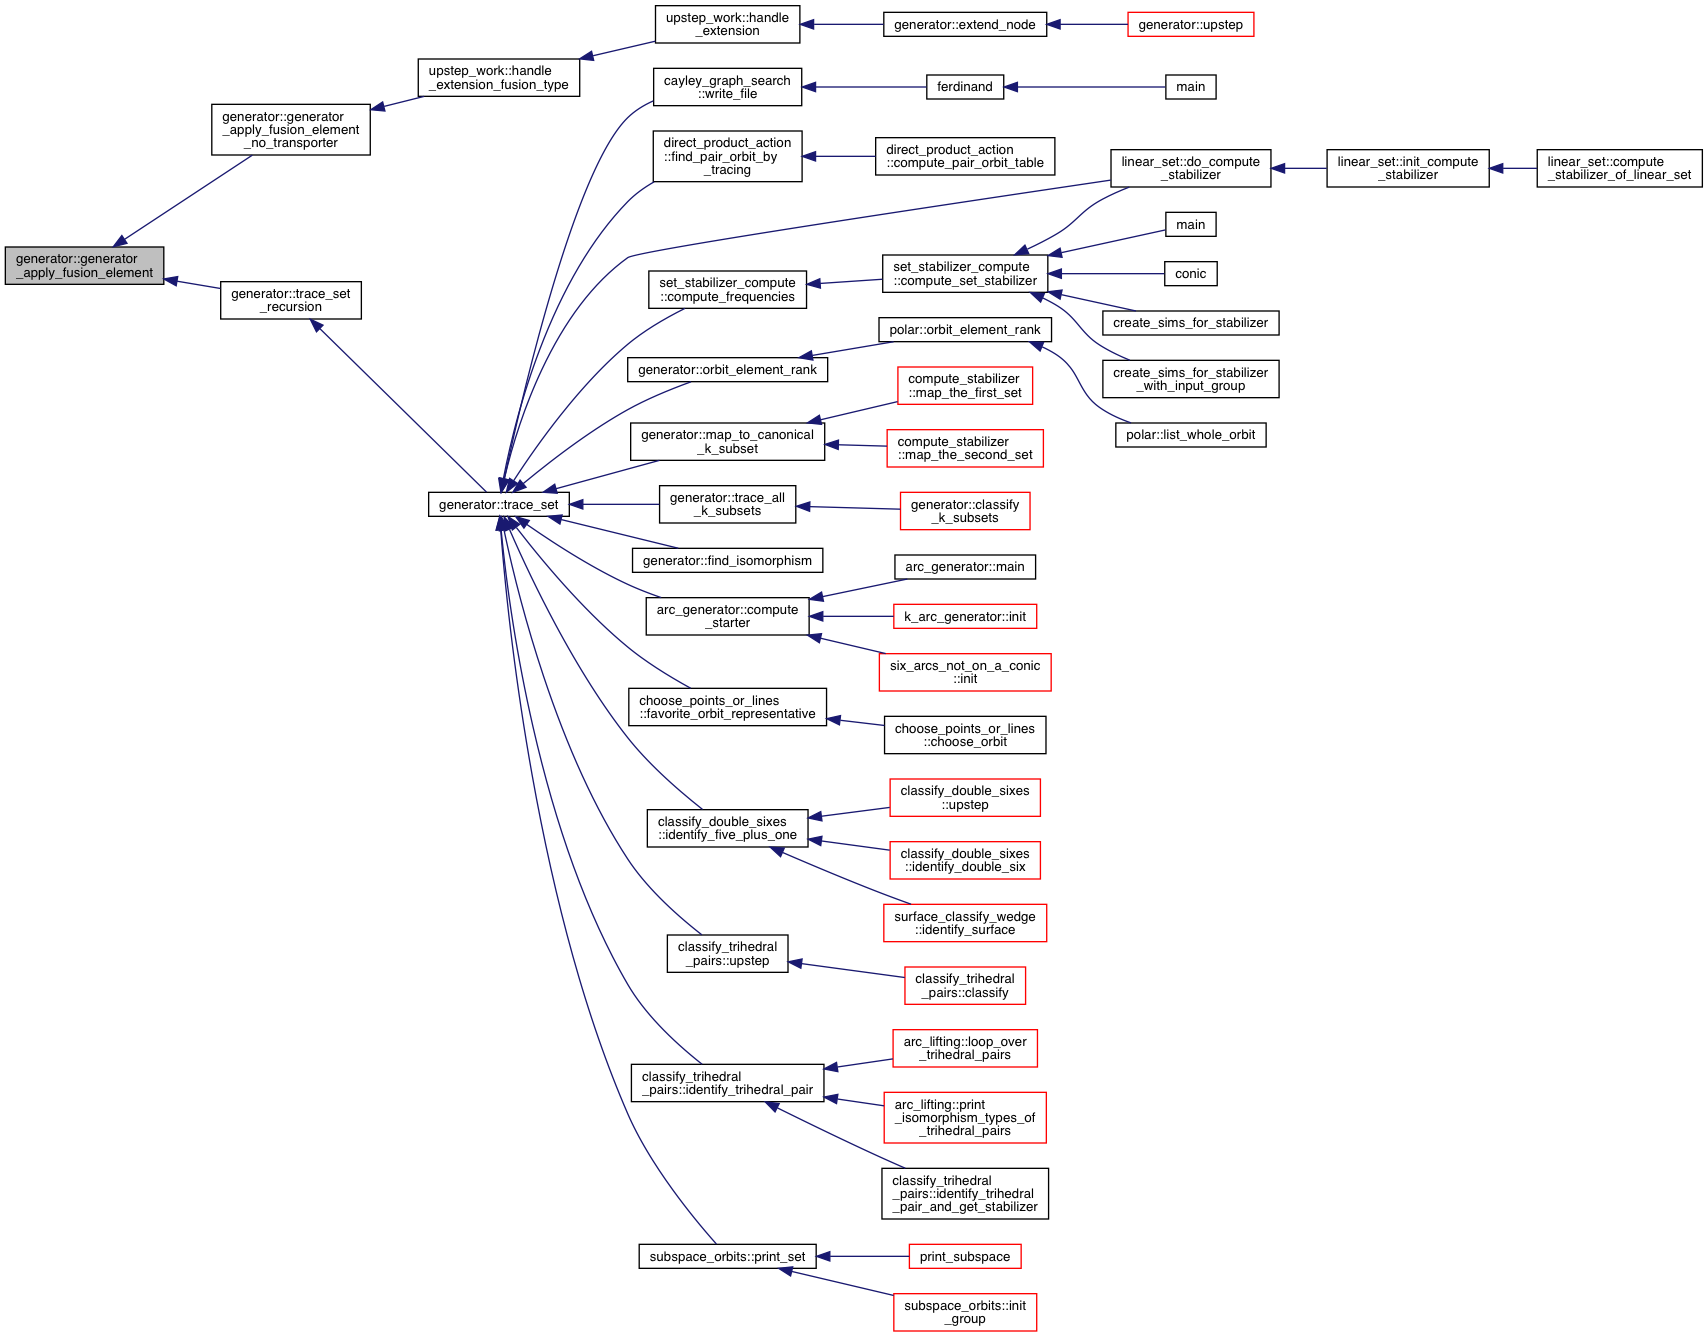 upstep_work::handle
_extension
generator::extend_node
generator::upstep
upstep_work::handle
_extension_fusion_type
cayley_graph_search
::write_file
ferdinand
main
generator::generator
_apply_fusion_element
_no_transporter
direct_product_action
::find_pair_orbit_by
_tracing
direct_product_action
::compute_pair_orbit_table
linear_set::do_compute
_stabilizer
linear_set::init_compute
_stabilizer
linear_set::compute
_stabilizer_of_linear_set
main
generator::generator
_apply_fusion_element
generator::trace_set
_recursion
set_stabilizer_compute
::compute_frequencies
set_stabilizer_compute
::compute_set_stabilizer
conic
create_sims_for_stabilizer
polar::orbit_element_rank
generator::orbit_element_rank
create_sims_for_stabilizer
_with_input_group
compute_stabilizer
::map_the_first_set
generator::map_to_canonical
_k_subset
compute_stabilizer
::map_the_second_set
polar::list_whole_orbit
generator::trace_set
generator::trace_all
_k_subsets
generator::classify
_k_subsets
generator::find_isomorphism
arc_generator::main
arc_generator::compute
_starter
k_arc_generator::init
six_arcs_not_on_a_conic
::init
choose_points_or_lines
::favorite_orbit_representative
choose_points_or_lines
::choose_orbit
classify_double_sixes
::upstep
classify_double_sixes
::identify_five_plus_one
classify_double_sixes
::identify_double_six
surface_classify_wedge
::identify_surface
classify_trihedral
_pairs::upstep
classify_trihedral
_pairs::classify
arc_lifting::loop_over
_trihedral_pairs
classify_trihedral
_pairs::identify_trihedral_pair
arc_lifting::print
_isomorphism_types_of
_trihedral_pairs
classify_trihedral
_pairs::identify_trihedral
_pair_and_get_stabilizer
subspace_orbits::print_set
print_subspace
subspace_orbits::init
_group